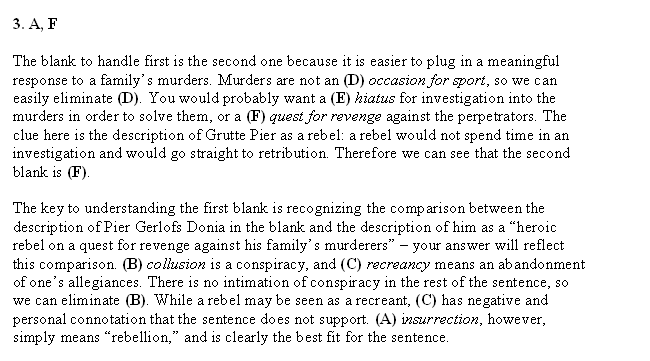 3. A, F
The blank to handle first is the second one because it is easier to plug in a meaningful
response to a family's murders. Murders are not an (D) occasion for sport, so we can
easily eliminate (D). You would probably want a (E) hiatus for investigation into the
murders in order to solve them, or a (F) quest for revenge against the perpetrators. The
clue here is the description of Grutte Pier as a rebel: a rebel would not spend time in an
investigation and would go straight to retribution. Therefore we can see that the second
blank is (F).
The key to understanding the first blank is recognizing the comparison between the
description of Pier Gerlofs Donia in the blank and the description of him as a “heroic
rebel on a quest for revenge against his family's murderers” – your answer will reflect
this comparison. (B) collusion is a conspiracy, and (C) recreancy means an abandonment
of one's allegiances. There is no intimation of conspiracy in the rest of the sentence, so
we can eliminate (B). While a rebel may be seen as a recreant, (C) has negative and
personal connotation that the sentence does not support. (A) insurrection, however,
simply means “rebellion,” and is clearly the best fit for the sentence.